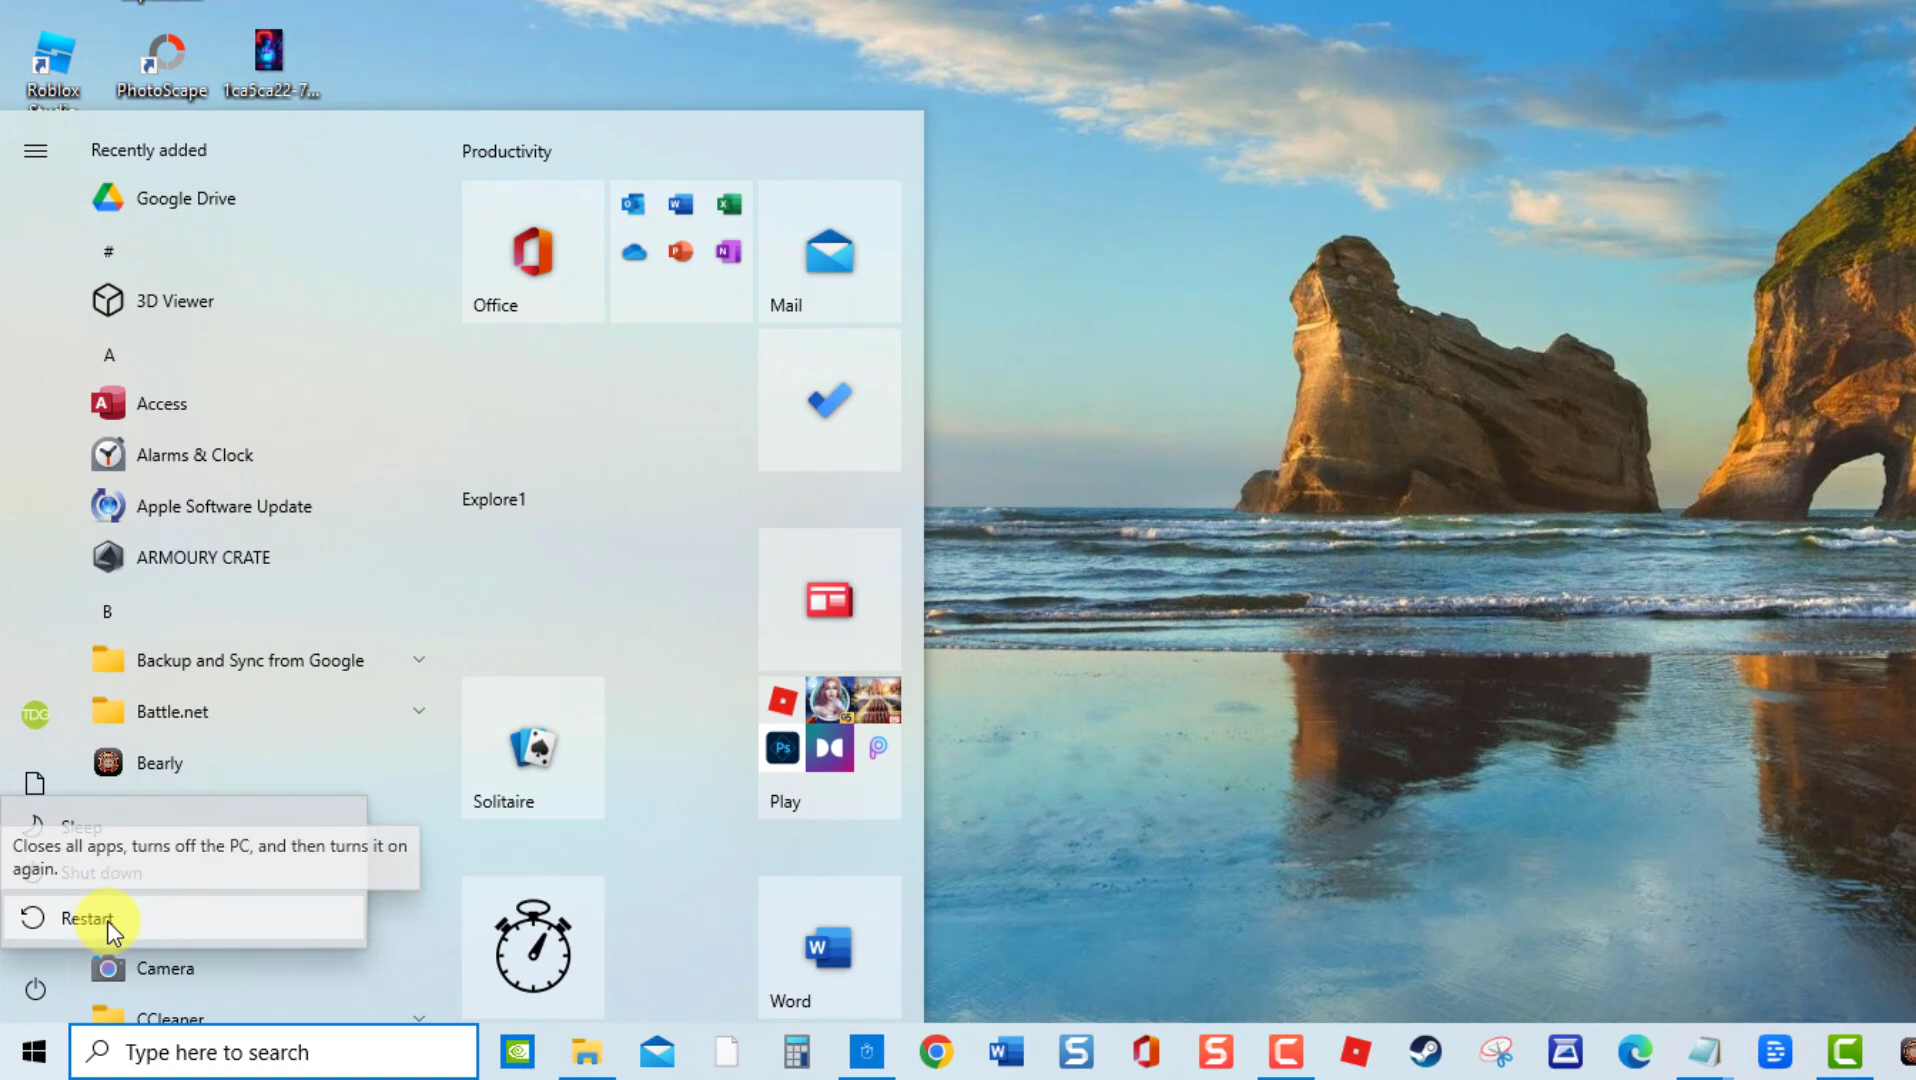 Roblox
PhotoScape
1ca5ca22-7...
Recently added
Google Drive
#
3D Viewer
A
Access
Alarms & Clock
Apple Software Update
ARMOURY CRATE
B
Backup and Sync from Google
Battle.net
Bearly
TDG
Sleep
Closes all apps, turns off the PC, and then turns it on
again.
Shut down
Restart
Camera
CCleaner
Productivity
Office
Mail
Explore1
Solitaire
Play
Ps
Word
Type here to search